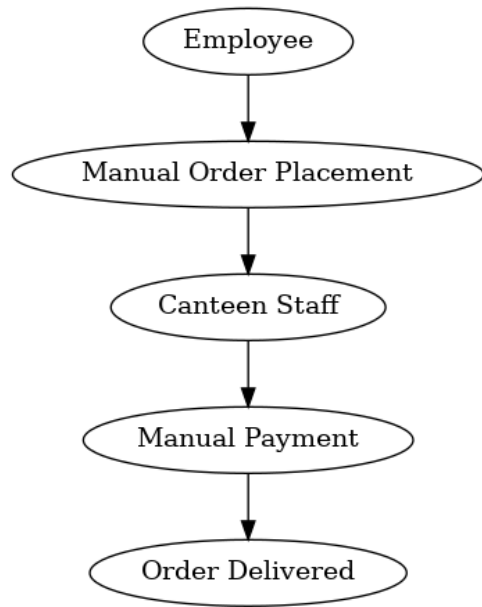 Employee
Manual Order Placement
Canteen Staff
Manual Payment
Order Delivered